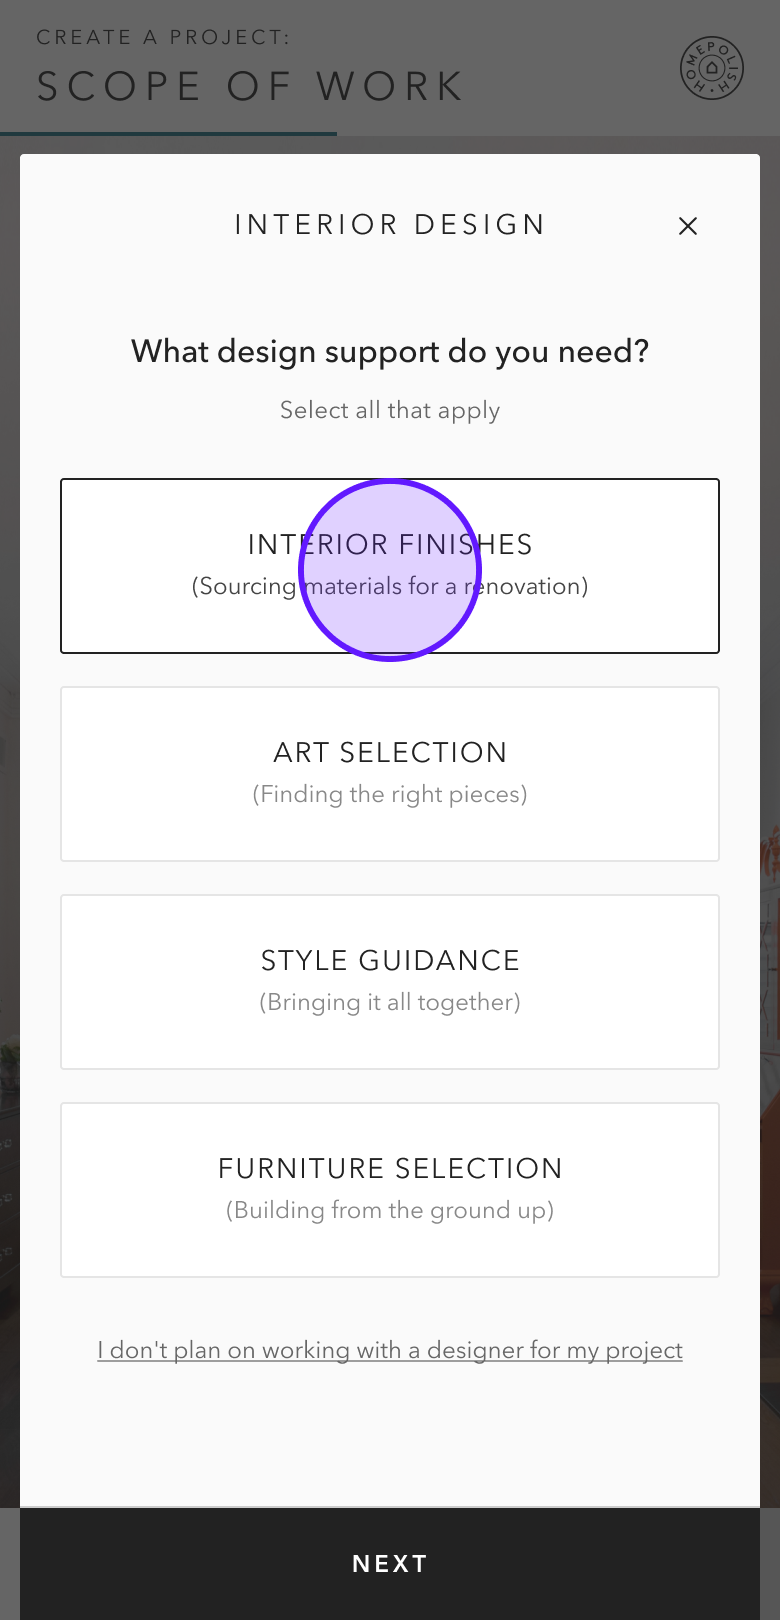 CREATE A PROJECT:
SCOPE OF WORK
HOMEPOLISH
INTERIOR DESIGN
What design support do you need?
Select all that apply
INTERIOR FINISHES
(Sourcing materials for a renovation)
ART SELECTION
(Finding the right pieces)
STYLE GUIDANCE
(Bringing it all together)
FURNITURE SELECTION
(Building from the ground up)
I don't plan on working with a designer for my project
NEXT